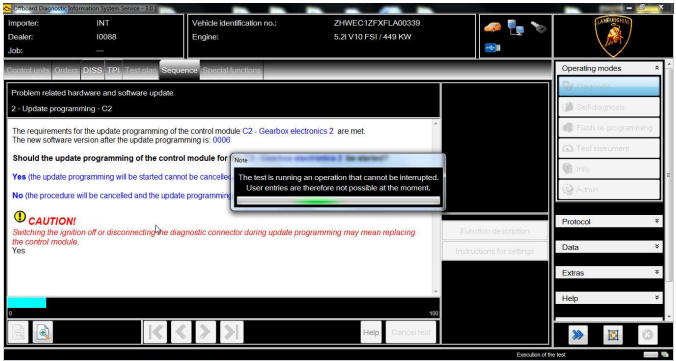 Offboard Diagnostic Information System Service - 3.0.1
Importer: INT
Dealer: I0088
Job: ---
Vehicle identification no.: ZHWEC1ZFXFLA00339
Engine: 5.2l V10 FSI / 449 KW
LAMBORGHINI
Control units Orders DISS TPI Test plan Sequence Special functions
Problem related hardware and software update
2 - Update programming - C2
The requirements for the update programming of the control module C2 - Gearbox electronics 2 are met.
The new software version after the update programming is: 0006
Should the update programming of the control module for
Yes (the update programming will be started cannot be cancelled
No (the procedure will be cancelled and the update programming
CAUTION!
Switching the ignition off or disconnecting the diagnostic connector during update programming may mean replacing
the control module.
Yes
Note
The test is running an operation that cannot be interrupted.
User entries are therefore not possible at the moment.
0 100
Help
Cancel test
Function description
Instructions for settings
Operating modes
Diagnosis
Self-diagnosis
Flash re-programming
Test instrument
Info
Admin
Protocol
Data
Extras
Help
Execution of the test